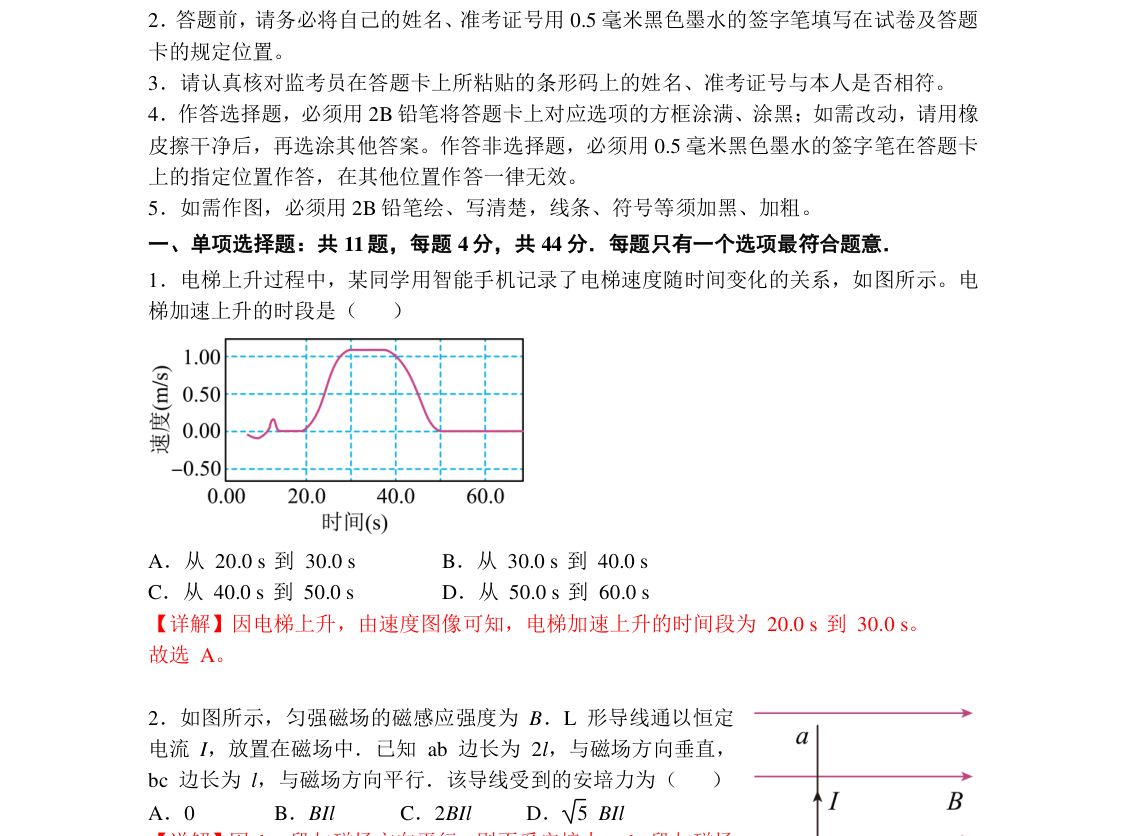 2．答题前，请务必将自己的姓名、准考证号用 0.5 毫米黑色墨水的签字笔填写在试卷及答题
卡的规定位置。
3．请认真核对监考员在答题卡上所粘贴的条形码上的姓名、准考证号与本人是否相符。
4．作答选择题，必须用 2B 铅笔将答题卡上对应选项的方框涂满、涂黑；如需改动，请用橡
皮擦干净后，再选涂其他答案。作答非选择题，必须用 0.5 毫米黑色墨水的签字笔在答题卡
上的指定位置作答，在其他位置作答一律无效。
5．如需作图，必须用 2B 铅笔绘、写清楚，线条、符号等须加黑、加粗。
一、单项选择题：共 11 题，每题 4 分，共 44 分．每题只有一个选项最符合题意．
1．电梯上升过程中，某同学用智能手机记录了电梯速度随时间变化的关系，如图所示。电
梯加速上升的时段是（ ）
速度(m/s)
1.00
0.50
0.00
−0.50
0.00 20.0 40.0 60.0
时间(s)
A．从 20.0 s 到 30.0 s B．从 30.0 s 到 40.0 s
C．从 40.0 s 到 50.0 s D．从 50.0 s 到 60.0 s
【详解】因电梯上升，由速度图像可知，电梯加速上升的时间段为 20.0 s 到 30.0 s。
故选 A。
2．如图所示，匀强磁场的磁感应强度为 B．L 形导线通以恒定
电流 I，放置在磁场中．已知 ab 边长为 2l，与磁场方向垂直，
bc 边长为 l，与磁场方向平行．该导线受到的安培力为（ ）
A．0 B．BIl C．2BIl D．√5 BIl
a
I
B